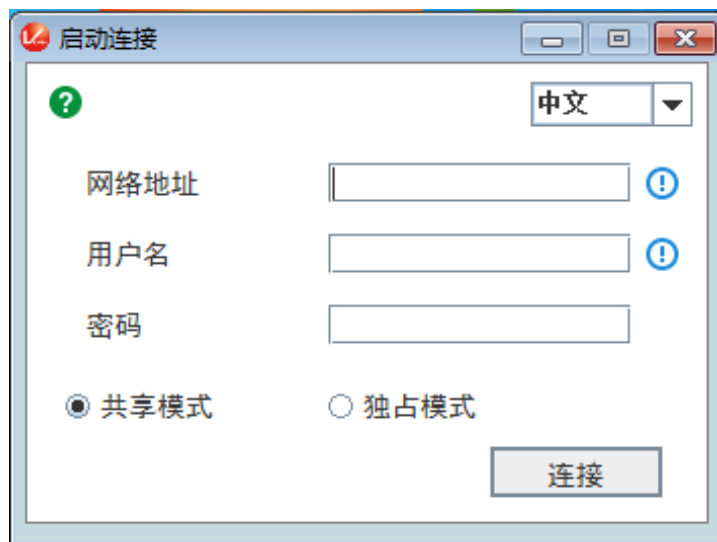 启动连接
中文
网络地址
用户名
密码
共享模式 独占模式
连接